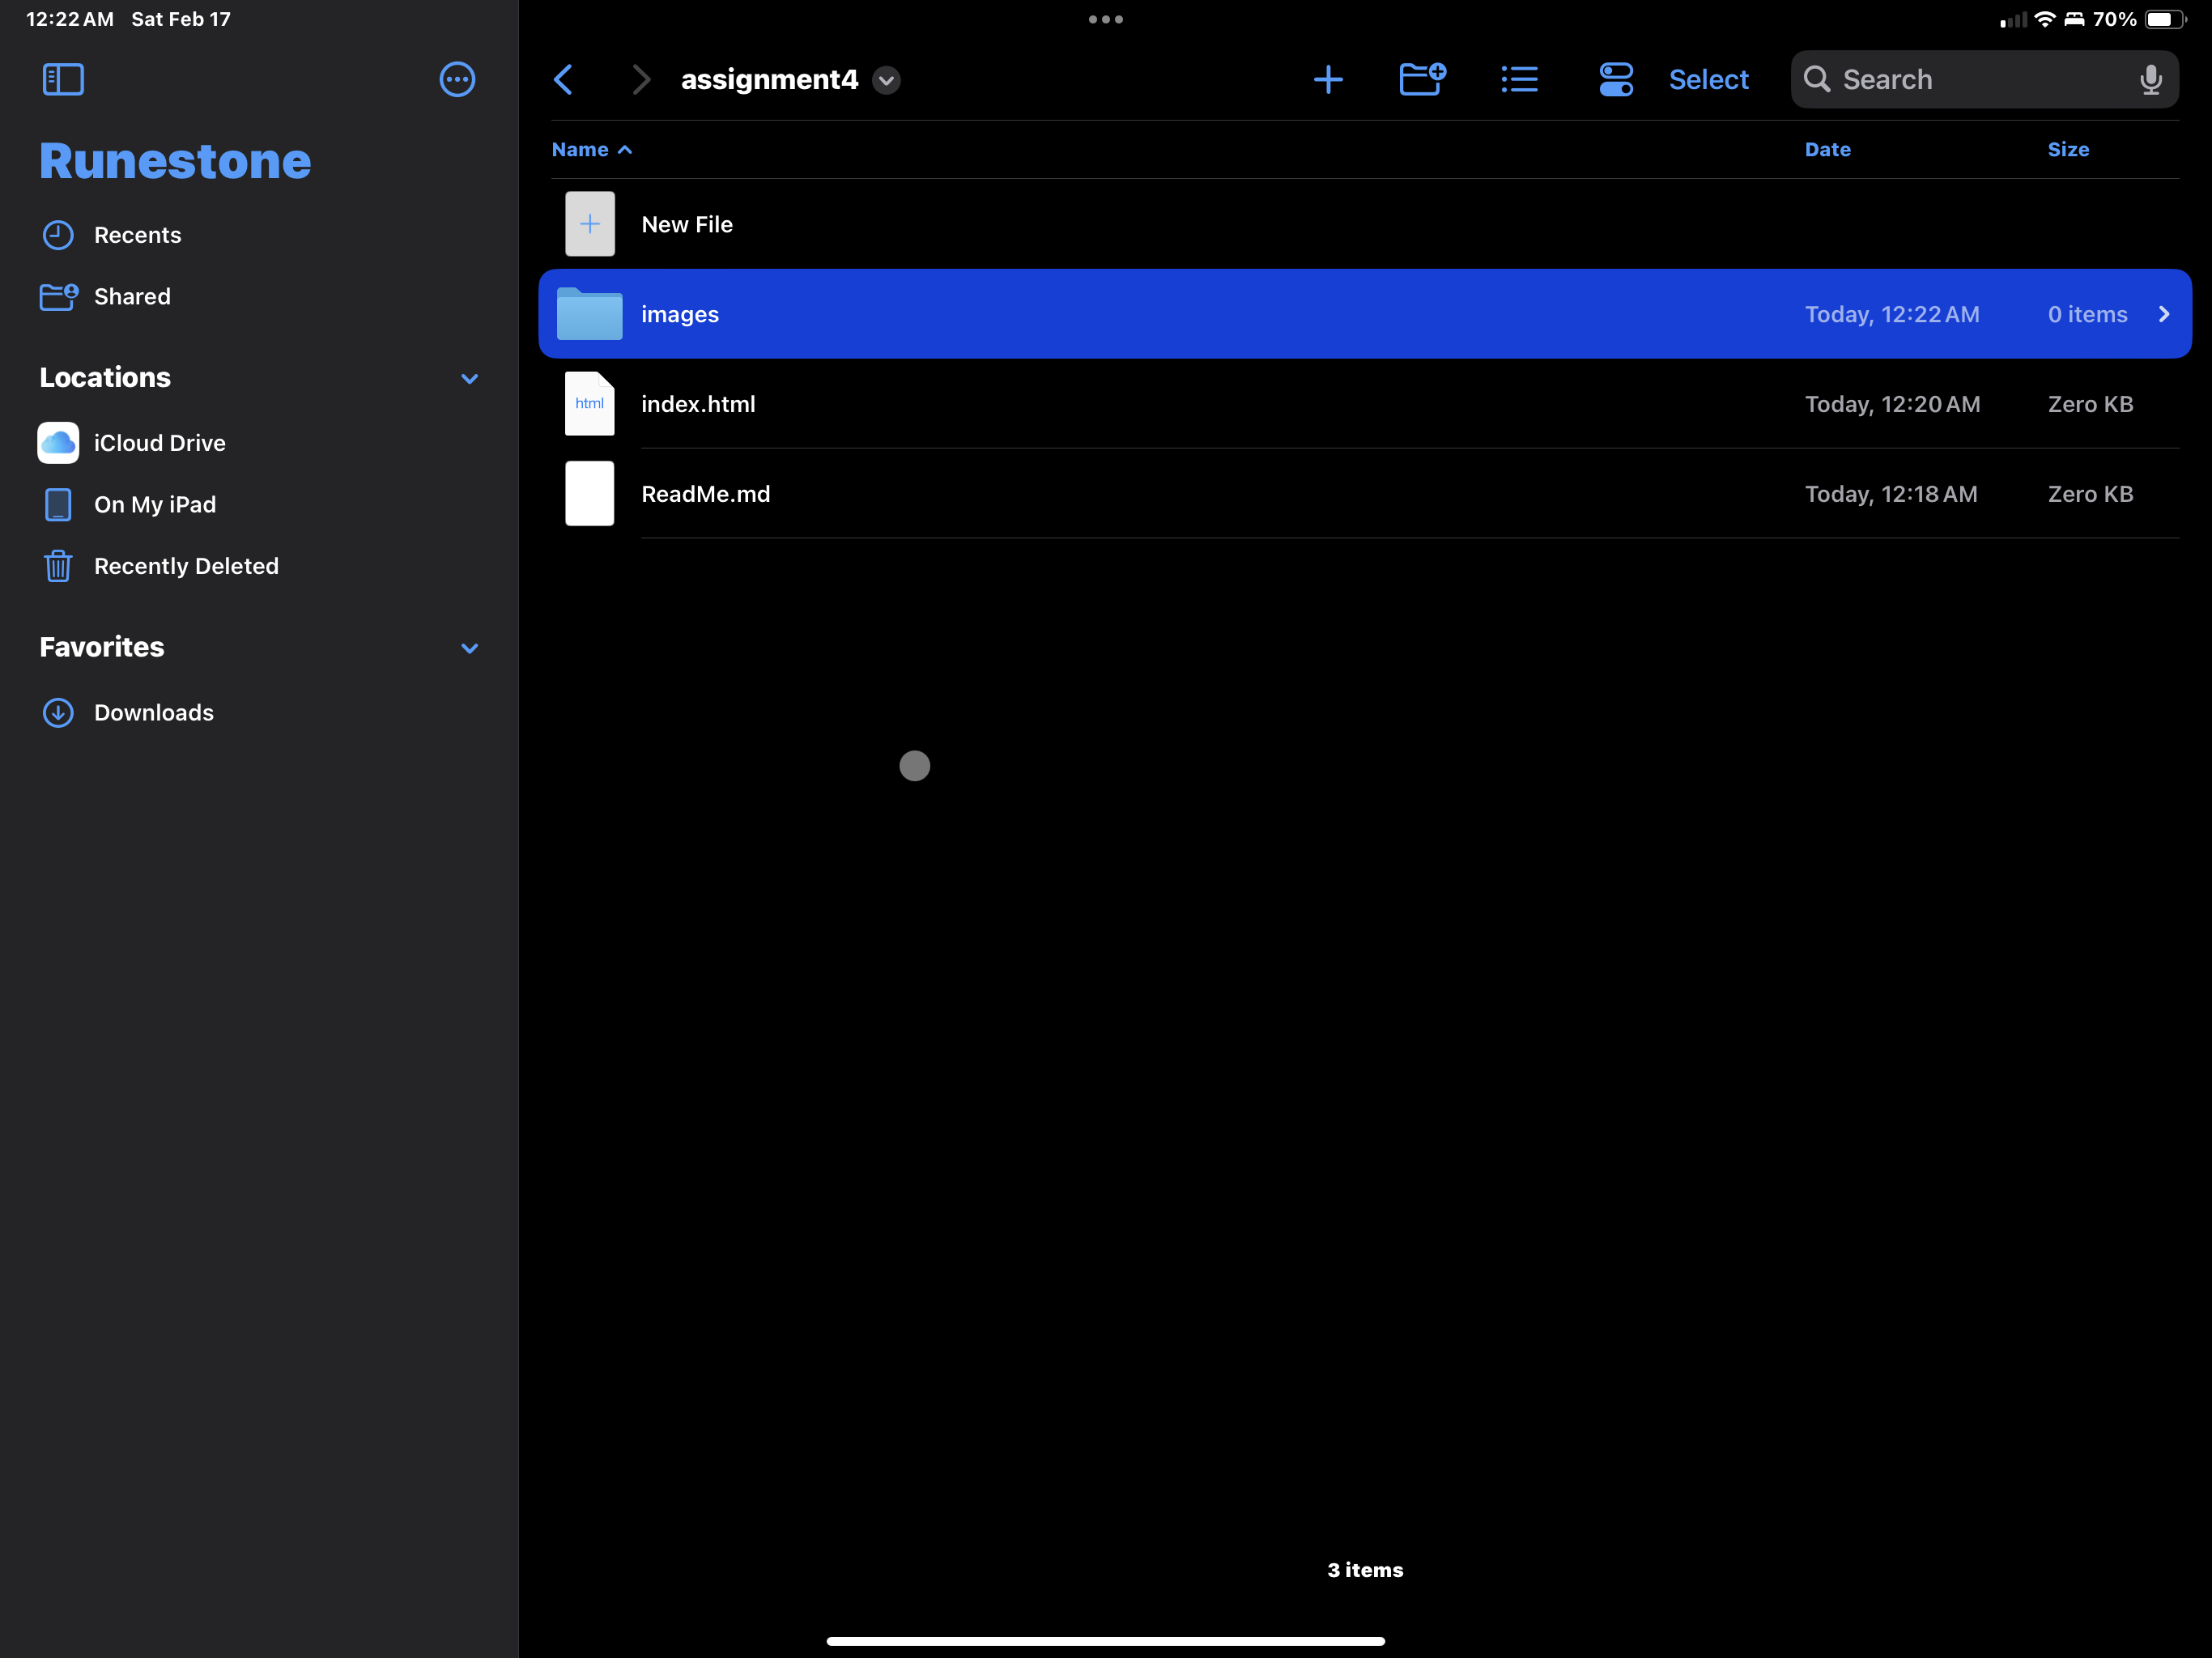 12:22 AM Sat Feb 17
70%
Runestone
Recents
Shared
Locations
iCloud Drive
On My iPad
Recently Deleted
Favorites
Downloads
assignment4
Select
Search
Name Date Size
New File
images Today, 12:22 AM 0 items
html
index.html Today, 12:20 AM Zero KB
ReadMe.md Today, 12:18 AM Zero KB
3 items